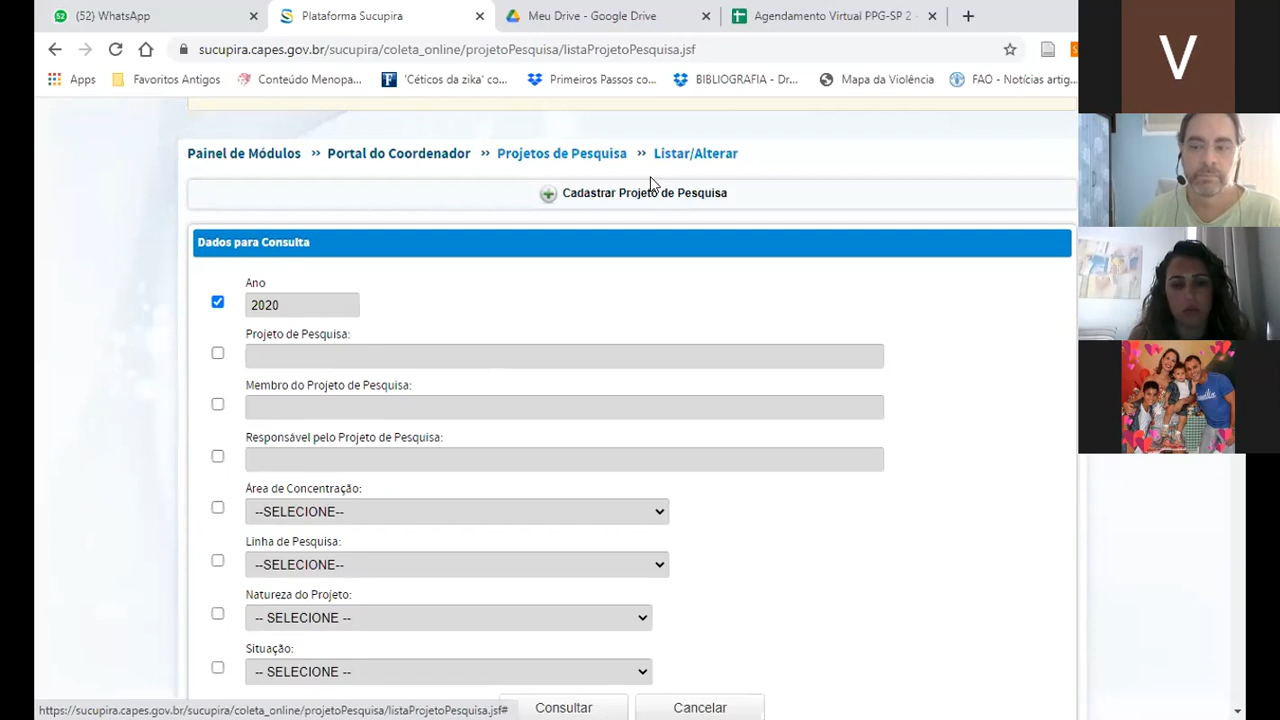 (52) WhatsApp
Plataforma Sucupira
Meu Drive - Google Drive
Agendamento Virtual PPG-SP 2 -
sucupira.capes.gov.br/sucupira/coleta_online/projetoPesquisa/listaProjetoPesquisa.jsf
Apps
Favoritos Antigos
Conteúdo Menopa...
'Céticos da zika' co...
Primeiros Passos co...
BIBLIOGRAFIA - Dr...
Mapa da Violência
FAO - Notícias artig...
V
Painel de Módulos » Portal do Coordenador » Projetos de Pesquisa » Listar/Alterar
Cadastrar Projeto de Pesquisa
Dados para Consulta
Ano
2020
Projeto de Pesquisa:
Membro do Projeto de Pesquisa:
Responsável pelo Projeto de Pesquisa:
Área de Concentração:
--SELECIONE--
Linha de Pesquisa:
--SELECIONE--
Natureza do Projeto:
-- SELECIONE --
Situação:
-- SELECIONE --
Consultar
Cancelar
https://sucupira.capes.gov.br/sucupira/coleta_online/projetoPesquisa/listaProjetoPesquisa.jsf#